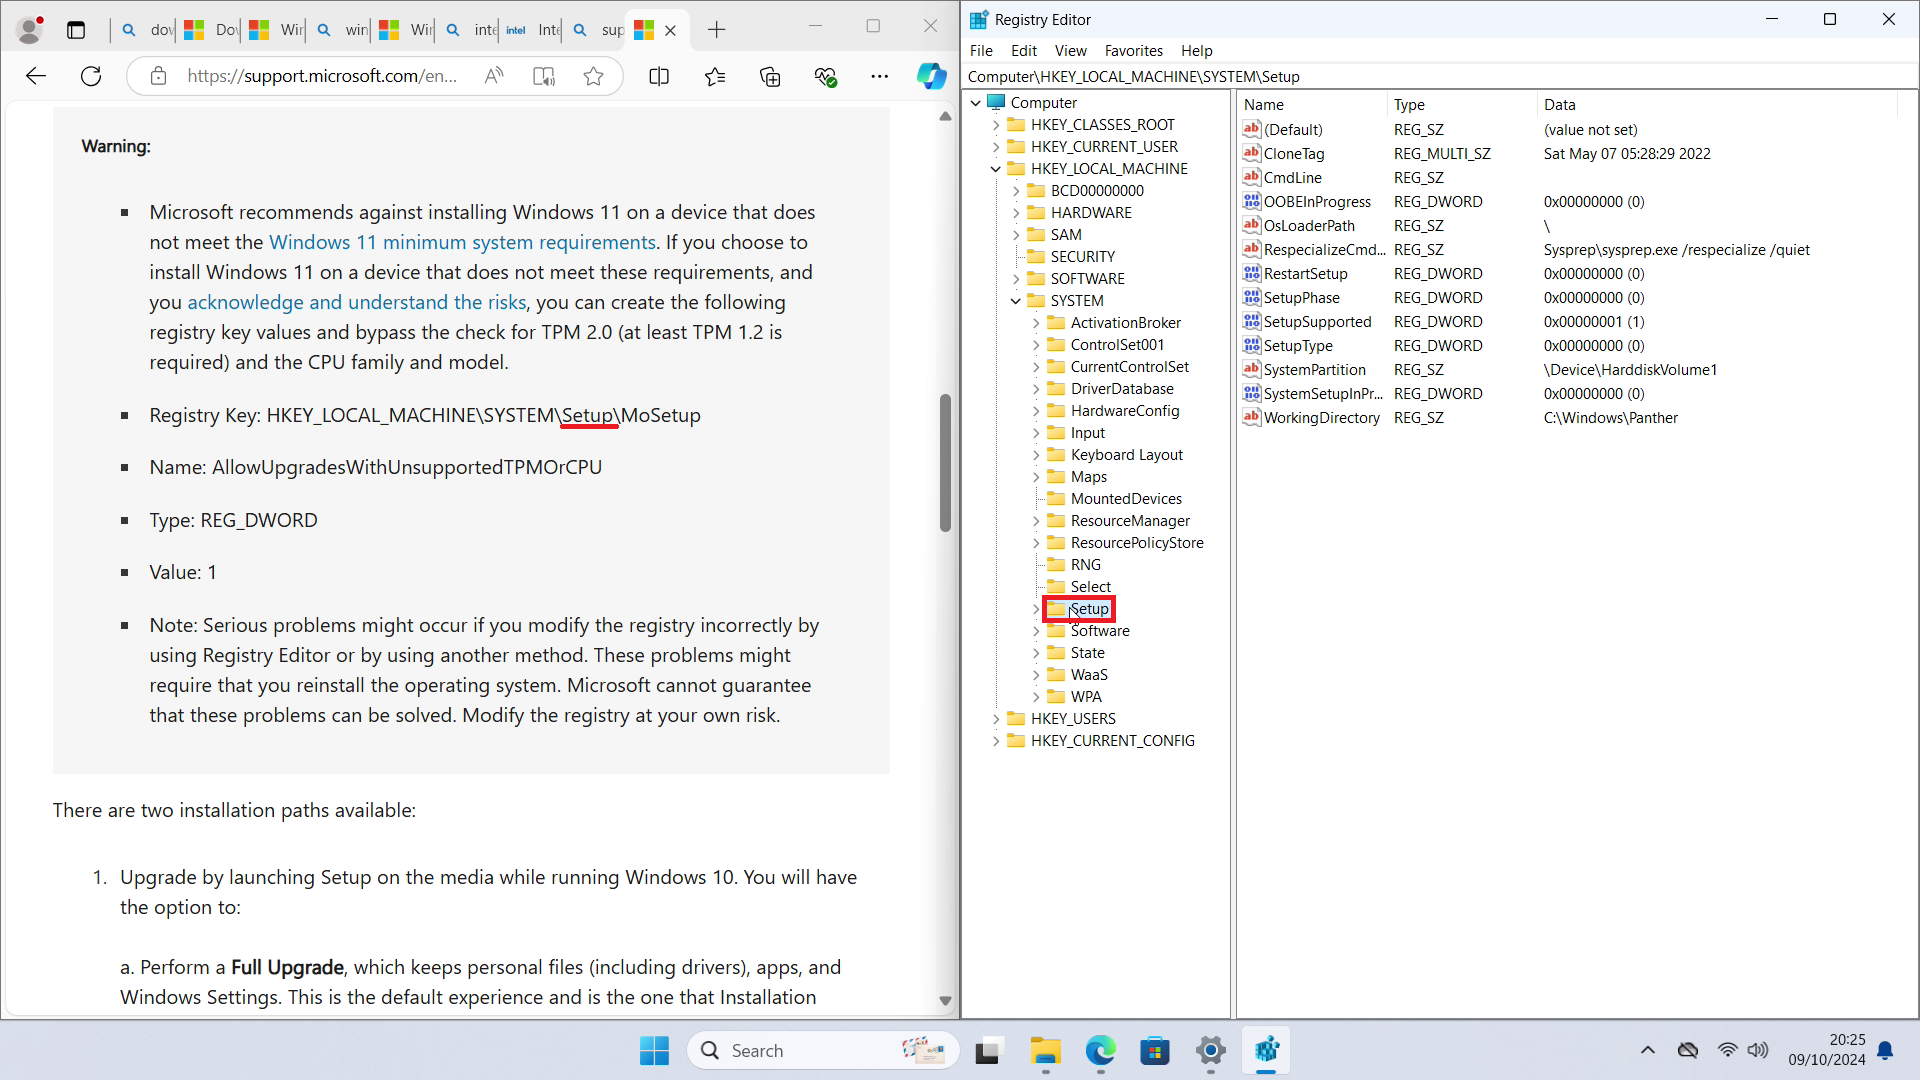 dov
Dov
Win
win
Wir
inte
intel
Inte
sup
https://support.microsoft.com/en...
Warning:
Microsoft recommends against installing Windows 11 on a device that does
not meet the Windows 11 minimum system requirements. If you choose to
install Windows 11 on a device that does not meet these requirements, and
you acknowledge and understand the risks, you can create the following
registry key values and bypass the check for TPM 2.0 (at least TPM 1.2 is
required) and the CPU family and model.
Registry Key: HKEY_LOCAL_MACHINE\SYSTEM\Setup\MoSetup
Name: AllowUpgradesWithUnsupportedTPMOrCPU
Type: REG_DWORD
Value: 1
Note: Serious problems might occur if you modify the registry incorrectly by
using Registry Editor or by using another method. These problems might
require that you reinstall the operating system. Microsoft cannot guarantee
that these problems can be solved. Modify the registry at your own risk.
There are two installation paths available:
1. Upgrade by launching Setup on the media while running Windows 10. You will have
the option to:
a. Perform a Full Upgrade, which keeps personal files (including drivers), apps, and
Windows Settings. This is the default experience and is the one that Installation
Registry Editor
File Edit View Favorites Help
Computer\HKEY_LOCAL_MACHINE\SYSTEM\Setup
Computer
HKEY_CLASSES_ROOT
HKEY_CURRENT_USER
HKEY_LOCAL_MACHINE
BCD00000000
HARDWARE
SAM
SECURITY
SOFTWARE
SYSTEM
ActivationBroker
ControlSet001
CurrentControlSet
DriverDatabase
HardwareConfig
Input
Keyboard Layout
Maps
MountedDevices
ResourceManager
ResourcePolicyStore
RNG
Select
Setup
Software
State
WaaS
WPA
HKEY_USERS
HKEY_CURRENT_CONFIG
Name Type Data
(Default) REG_SZ (value not set)
CloneTag REG_MULTI_SZ Sat May 07 05:28:29 2022
CmdLine REG_SZ
OOBEInProgress REG_DWORD 0x00000000 (0)
OsLoaderPath REG_SZ \
RespecializeCmd... REG_SZ Sysprep\sysprep.exe /respecialize /quiet
RestartSetup REG_DWORD 0x00000000 (0)
SetupPhase REG_DWORD 0x00000000 (0)
SetupSupported REG_DWORD 0x00000001 (1)
SetupType REG_DWORD 0x00000000 (0)
SystemPartition REG_SZ \Device\HarddiskVolume1
SystemSetupInPr... REG_DWORD 0x00000000 (0)
WorkingDirectory REG_SZ C:\Windows\Panther
Search
20:25
09/10/2024